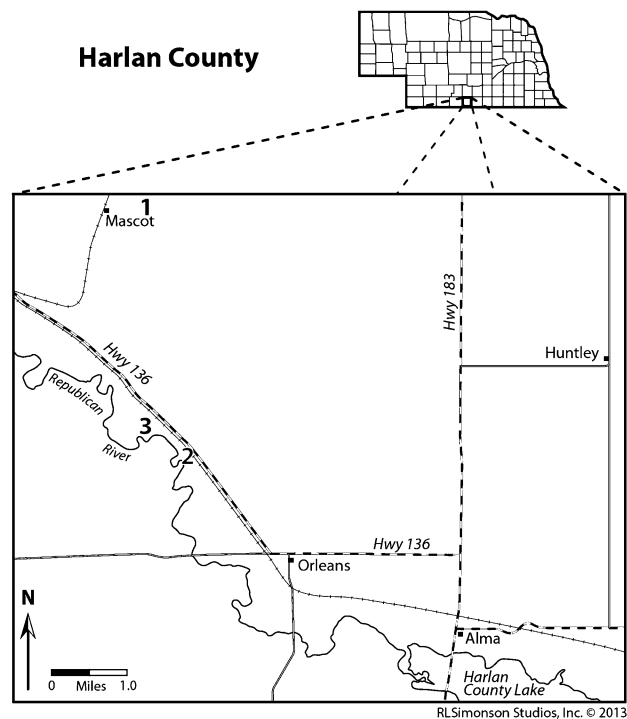 Harlan County
1
Mascot
Hwy 183
Huntley
Hwy 136
Republican
River
3
2
Hwy 136
Orleans
N
Alma
0 Miles 1.0
Harlan
County Lake
RLSimonson Studios, Inc. © 2013